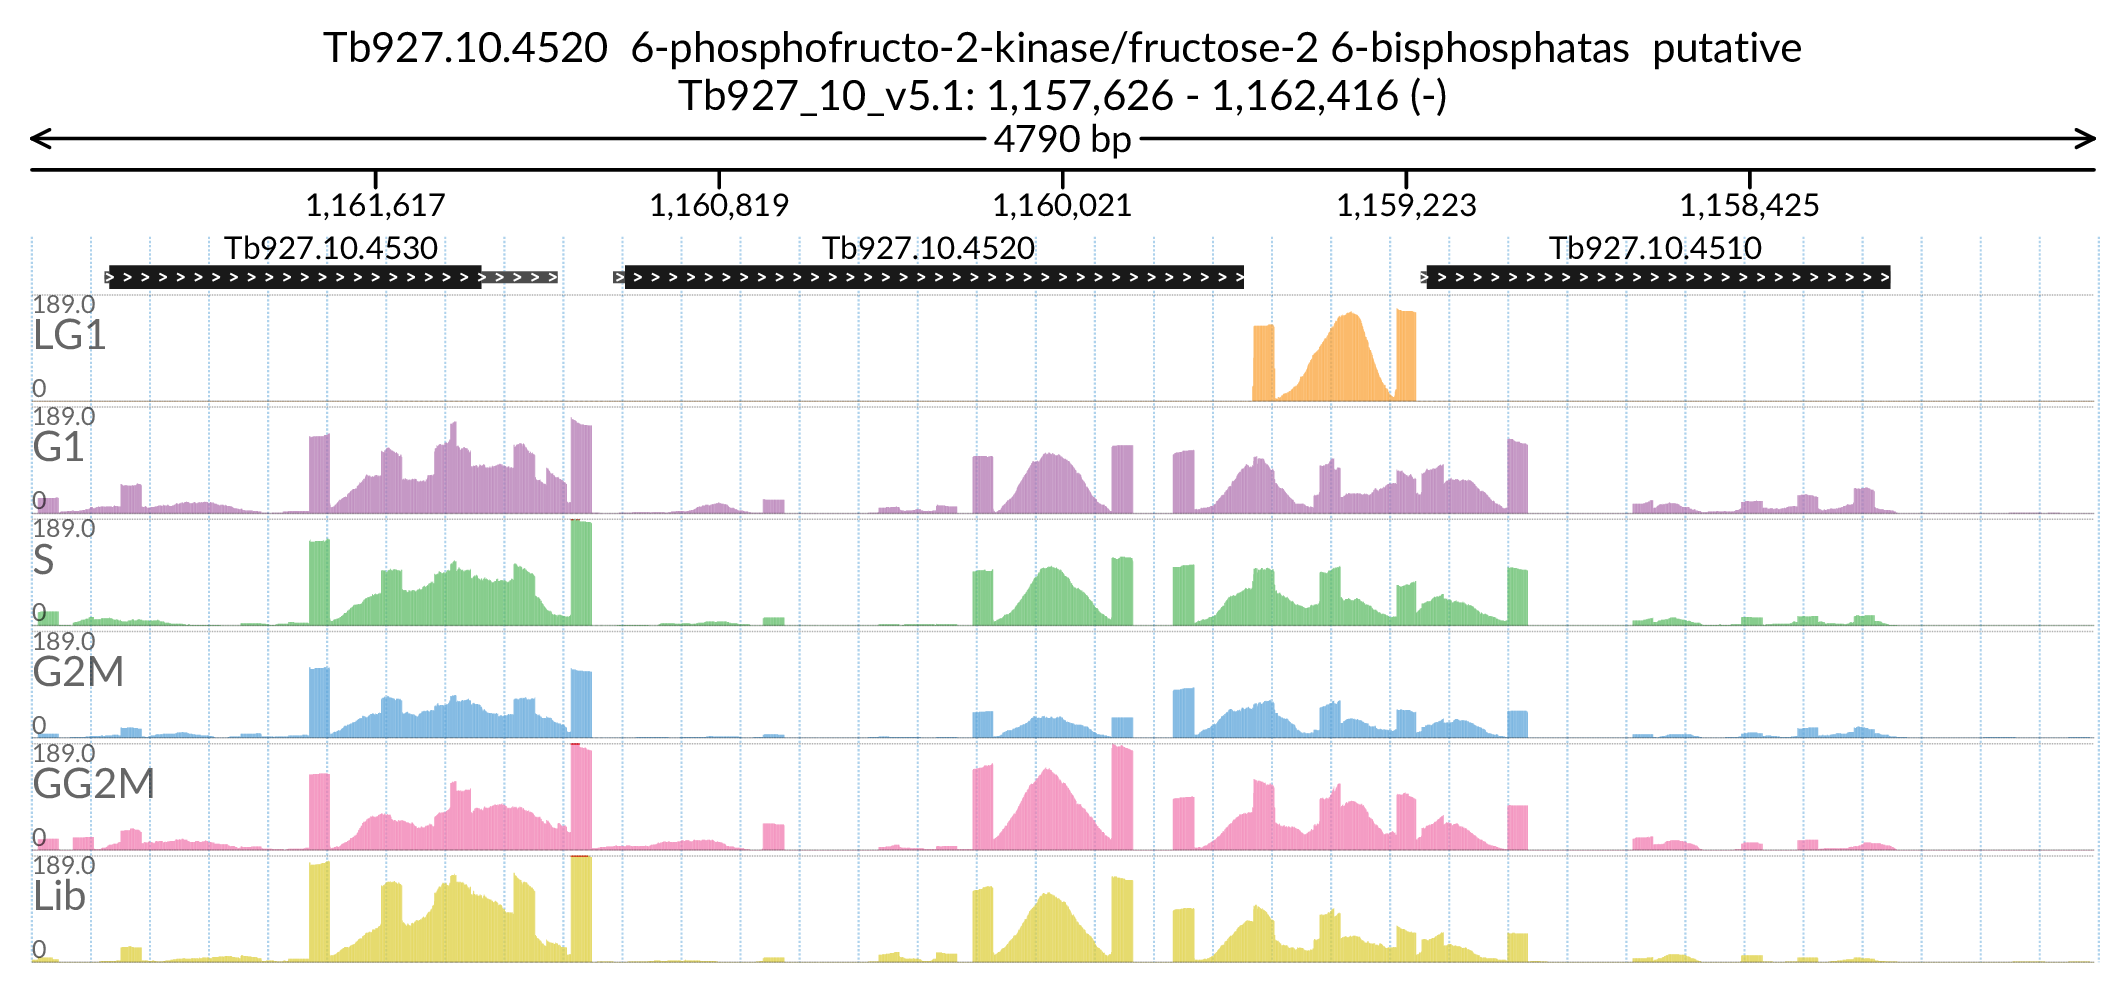 Tb927.10.4520 6-phosphofructo-2-kinase/fructose-2 6-bisphosphatas putative
Tb927_10_v5.1: 1,157,626 - 1,162,416 (-)
4790 bp
1,161,617 1,160,819 1,160,021 1,159,223 1,158,425
Tb927.10.4530 Tb927.10.4520 Tb927.10.4510
189.0
LG1
0
189.0
G1
0
189.0
S
0
189.0
G2M
0
189.0
GG2M
0
189.0
Lib
0